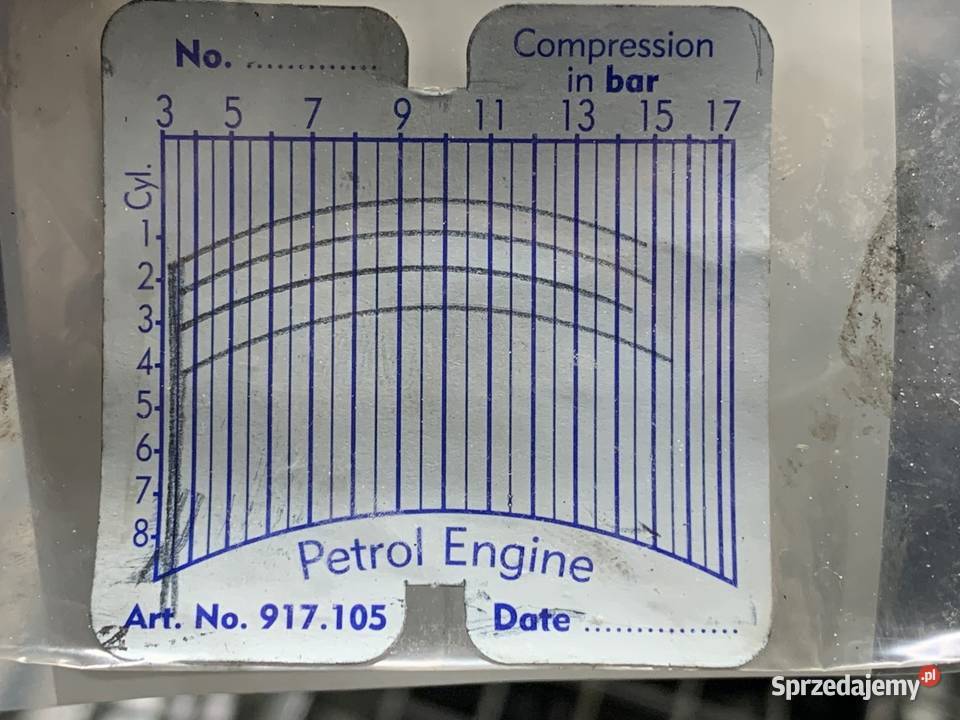 No. .............
Compression
in bar
3 5 7 9 11 13 15 17
Cyl.
1
2
3
4
5
6
7
8
Petrol Engine
Art. No. 917.105
Date ...............
Sprzedajemy.pl